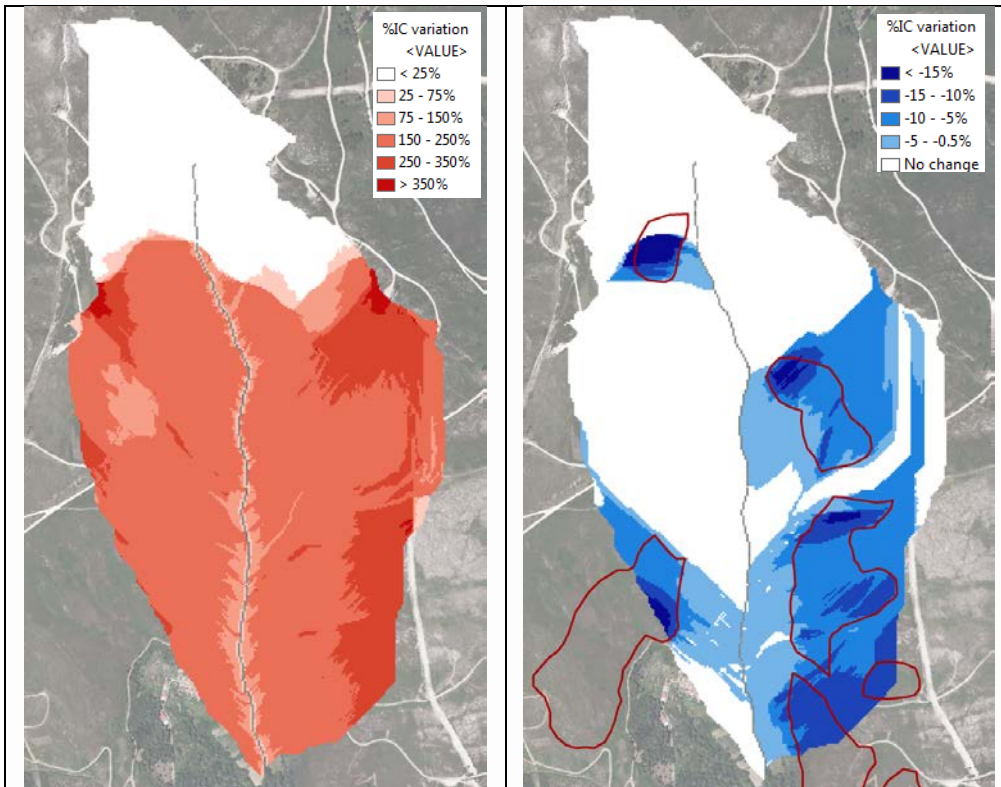 %IC variation
<VALUE>
< 25%
25 - 75%
75 - 150%
150 - 250%
250 - 350%
> 350%
%IC variation
<VALUE>
< -15%
-15 - -10%
-10 - -5%
-5 - -0.5%
No change